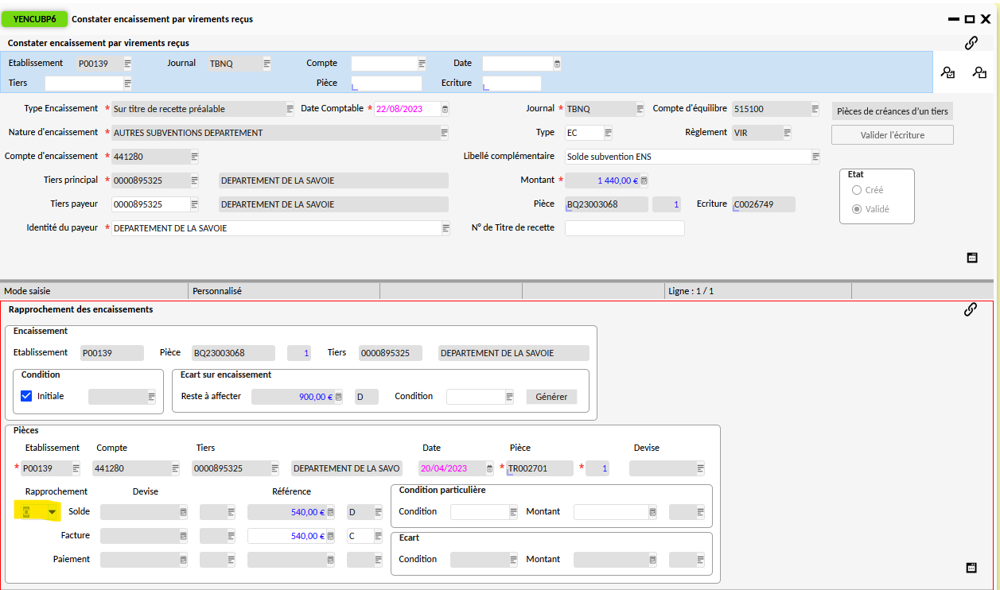 YENCUBP6 Constater encaissement par virements reçus
Constater encaissement par virements reçus
Etablissement P00139 Journal TBNQ Compte Date
Tiers Pièce Ecriture
Type Encaissement * Sur titre de recette préalable Date Comptable * 22/08/2023 Journal * TBNQ Compte d'équilibre 515100 Pièces de créances d'un tiers
Nature d'encaissement * AUTRES SUBVENTIONS DEPARTEMENT Type EC Règlement VIR Valider l'écriture
Compte d'encaissement * 441280 Libellé complémentaire Solde subvention ENS
Tiers principal * 0000895325 DEPARTEMENT DE LA SAVOIE Montant * 1 440,00 € Etat
Créé
Tiers payeur 0000895325 DEPARTEMENT DE LA SAVOIE Pièce BQ23003068 1 Ecriture C0026749 Validé
Identité du payeur * DEPARTEMENT DE LA SAVOIE N° de Titre de recette
Mode saisie Personnalisé Ligne : 1 / 1
Rapprochement des encaissements
Encaissement
Etablissement P00139 Pièce BQ23003068 1 Tiers 0000895325 DEPARTEMENT DE LA SAVOIE
Condition Ecart sur encaissement
Initiale Reste à affecter 900,00 € D Condition Générer
Pièces
Etablissement Compte Tiers Date Pièce Devise
* P00139 441280 0000895325 DEPARTEMENT DE LA SAVO 20/04/2023 * TR002701 * 1
Rapprochement Devise Référence Condition particulière
Solde 540,00 € D Condition Montant
Facture 540,00 € C Ecart
Paiement Condition Montant